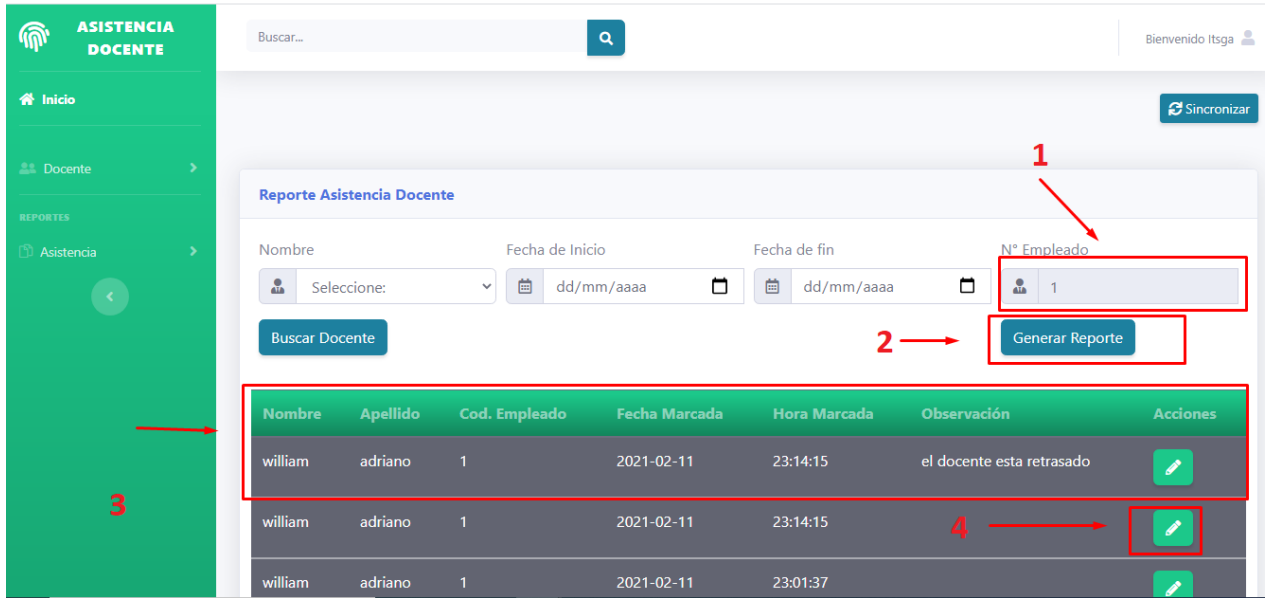 ASISTENCIA
DOCENTE
Buscar...
Bienvenido Itsga
Inicio
Sincronizar
1
Docente
Reporte Asistencia Docente
REPORTES
Asistencia
Nombre Fecha de Inicio Fecha de fin N° Empleado
Seleccione: dd/mm/aaaa dd/mm/aaaa 1
Buscar Docente 2 Generar Reporte
Nombre Apellido Cod. Empleado Fecha Marcada Hora Marcada Observación Acciones
william adriano 1 2021-02-11 23:14:15 el docente esta retrasado
3
william adriano 1 2021-02-11 23:14:15 4
william adriano 1 2021-02-11 23:01:37